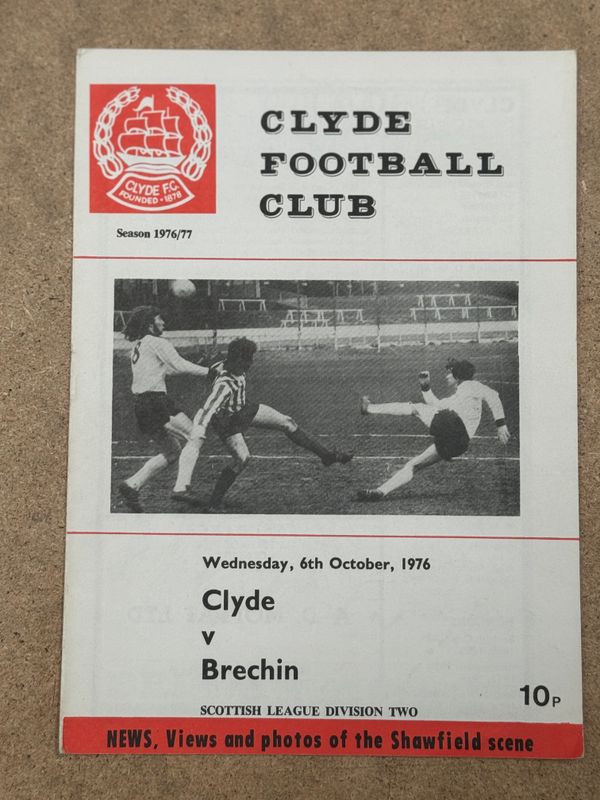 CLYDE F.C.
FOUNDED • 1878
CLYDE
FOOTBALL
CLUB
Season 1976/77
Wednesday, 6th October, 1976
Clyde
v
Brechin
SCOTTISH LEAGUE DIVISION TWO
10P
NEWS, Views and photos of the Shawfield scene